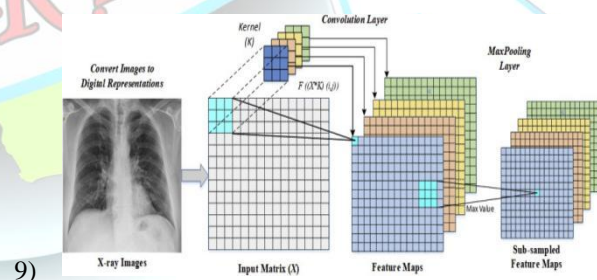 Convolution Layer
Kernel
(K)
MaxPooling
Layer
Convert Images to
Digital Representations
F ((X*K) (i,j))
Max Value
9)
X-ray Images
Input Matrix (X)
Feature Maps
Sub-sampled
Feature Maps